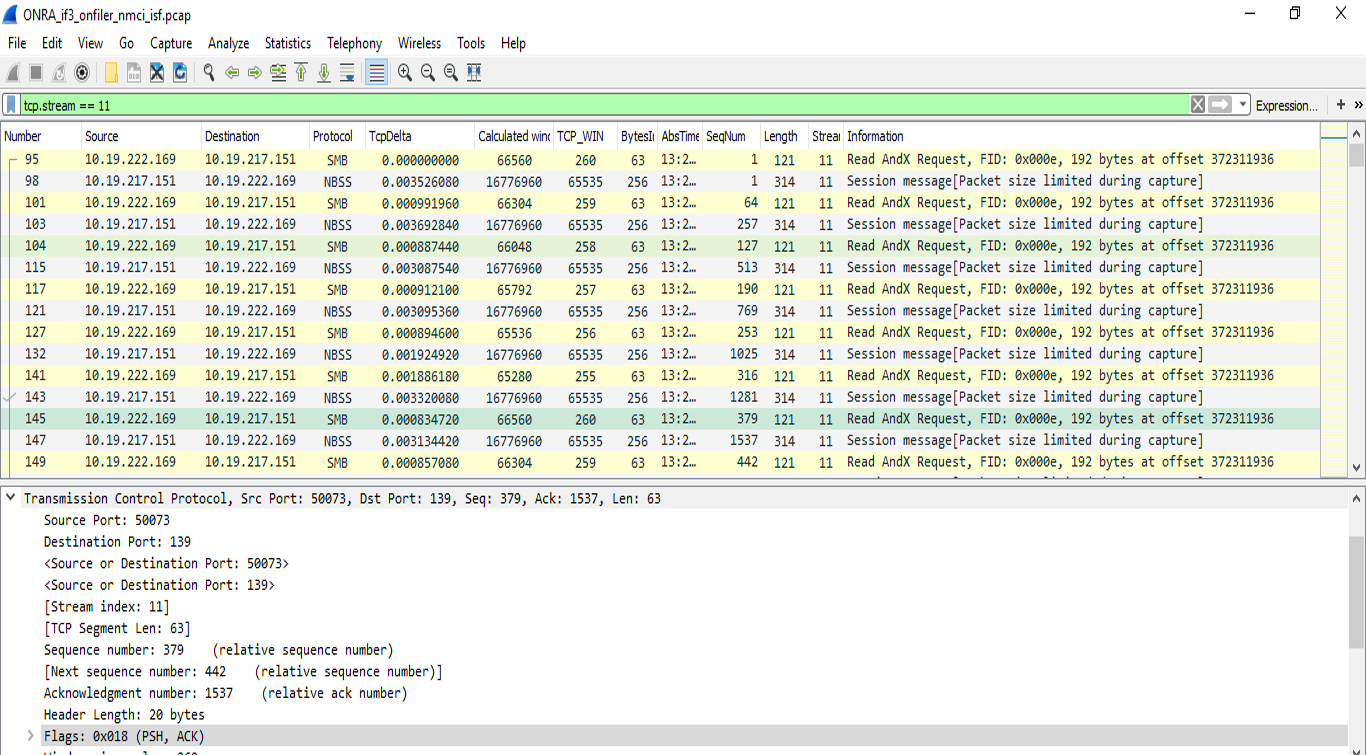 ONRA_if3_onfiler_nmci_isf.pcap
File Edit View Go Capture Analyze Statistics Telephony Wireless Tools Help
tcp.stream == 11 Expression... + »
Number Source Destination Protocol TcpDelta Calculated wind TCP_WIN BytesI AbsTime SeqNum Length Strea Information
95 10.19.222.169 10.19.217.151 SMB 0.000000000 66560 260 63 13:2… 1 121 11 Read AndX Request, FID: 0x000e, 192 bytes at offset 372311936
98 10.19.217.151 10.19.222.169 NBSS 0.003526080 16776960 65535 256 13:2… 1 314 11 Session message[Packet size limited during capture]
101 10.19.222.169 10.19.217.151 SMB 0.000991960 66304 259 63 13:2… 64 121 11 Read AndX Request, FID: 0x000e, 192 bytes at offset 372311936
103 10.19.217.151 10.19.222.169 NBSS 0.003692840 16776960 65535 256 13:2… 257 314 11 Session message[Packet size limited during capture]
104 10.19.222.169 10.19.217.151 SMB 0.000887440 66048 258 63 13:2… 127 121 11 Read AndX Request, FID: 0x000e, 192 bytes at offset 372311936
115 10.19.217.151 10.19.222.169 NBSS 0.003087540 16776960 65535 256 13:2… 513 314 11 Session message[Packet size limited during capture]
117 10.19.222.169 10.19.217.151 SMB 0.000912100 65792 257 63 13:2… 190 121 11 Read AndX Request, FID: 0x000e, 192 bytes at offset 372311936
121 10.19.217.151 10.19.222.169 NBSS 0.003095360 16776960 65535 256 13:2… 769 314 11 Session message[Packet size limited during capture]
127 10.19.222.169 10.19.217.151 SMB 0.000894600 65536 256 63 13:2… 253 121 11 Read AndX Request, FID: 0x000e, 192 bytes at offset 372311936
132 10.19.217.151 10.19.222.169 NBSS 0.001924920 16776960 65535 256 13:2… 1025 314 11 Session message[Packet size limited during capture]
141 10.19.222.169 10.19.217.151 SMB 0.001886180 65280 255 63 13:2… 316 121 11 Read AndX Request, FID: 0x000e, 192 bytes at offset 372311936
143 10.19.217.151 10.19.222.169 NBSS 0.003320080 16776960 65535 256 13:2… 1281 314 11 Session message[Packet size limited during capture]
145 10.19.222.169 10.19.217.151 SMB 0.000834720 66560 260 63 13:2… 379 121 11 Read AndX Request, FID: 0x000e, 192 bytes at offset 372311936
147 10.19.217.151 10.19.222.169 NBSS 0.003134420 16776960 65535 256 13:2… 1537 314 11 Session message[Packet size limited during capture]
149 10.19.222.169 10.19.217.151 SMB 0.000857080 66304 259 63 13:2… 442 121 11 Read AndX Request, FID: 0x000e, 192 bytes at offset 372311936
Transmission Control Protocol, Src Port: 50073, Dst Port: 139, Seq: 379, Ack: 1537, Len: 63
Source Port: 50073
Destination Port: 139
<Source or Destination Port: 50073>
<Source or Destination Port: 139>
[Stream index: 11]
[TCP Segment Len: 63]
Sequence number: 379 (relative sequence number)
[Next sequence number: 442 (relative sequence number)]
Acknowledgment number: 1537 (relative ack number)
Header Length: 20 bytes
Flags: 0x018 (PSH, ACK)